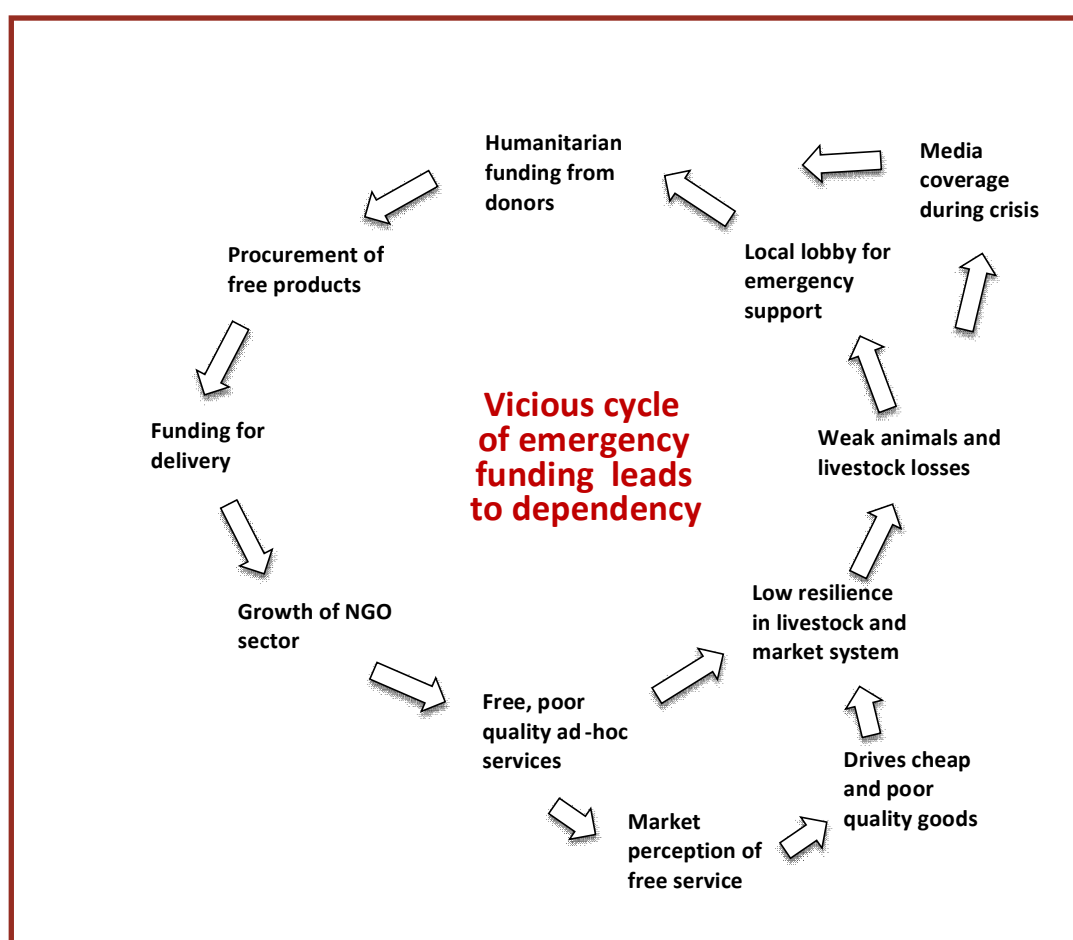 Humanitarian
funding from
donors
Media
coverage
during crisis
Procurement of
free products
Local lobby for
emergency
support
Vicious cycle
of emergency
funding leads
to dependency
Funding for
delivery
Weak animals and
livestock losses
Growth of NGO
sector
Low resilience
in livestock and
market system
Free, poor
quality ad-hoc
services
Drives cheap
and poor
quality goods
Market
perception of
free service